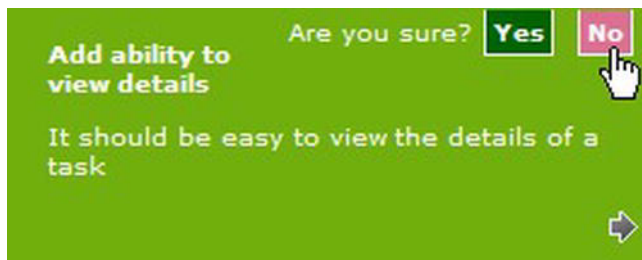 Are you sure? Yes No
Add ability to
view details
It should be easy to view the details of a
task